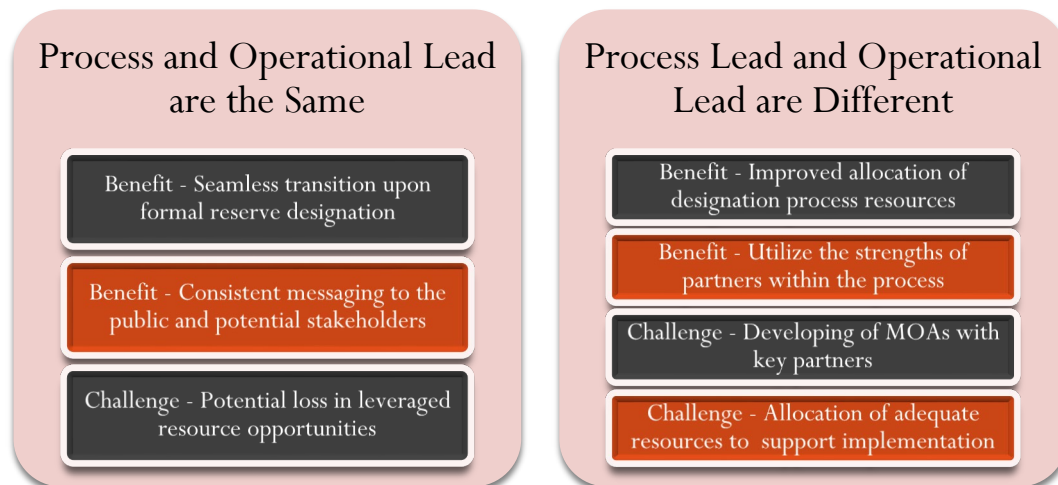 Process and Operational Lead
are the Same
Benefit - Seamless transition upon
formal reserve designation
Benefit - Consistent messaging to the
public and potential stakeholders
Challenge - Potential loss in leveraged
resource opportunities
Process Lead and Operational
Lead are Different
Benefit - Improved allocation of
designation process resources
Benefit - Utilize the strengths of
partners within the process
Challenge - Developing of MOAs with
key partners
Challenge - Allocation of adequate
resources to  support implementation